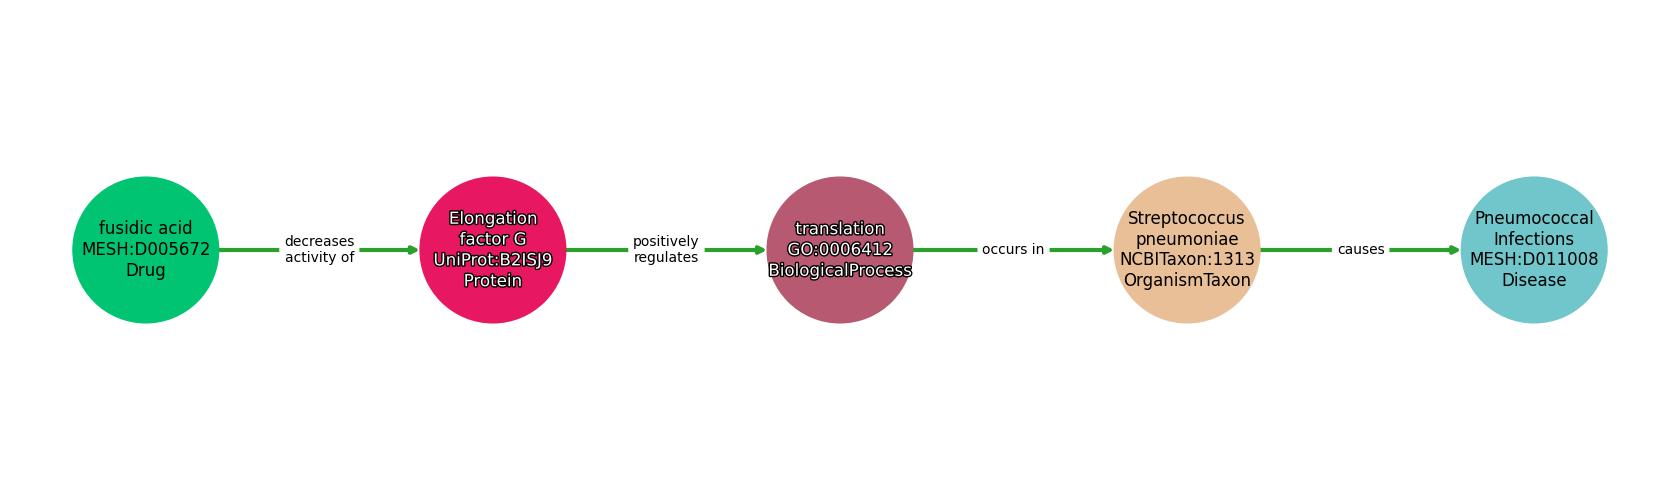 fusidic acid
MESH:D005672
Drug
decreases
activity of
Elongation
factor G
UniProt:B2ISJ9
Protein
positively
regulates
translation
GO:0006412
BiologicalProcess
occurs in
Streptococcus
pneumoniae
NCBITaxon:1313
OrganismTaxon
causes
Pneumococcal
Infections
MESH:D011008
Disease